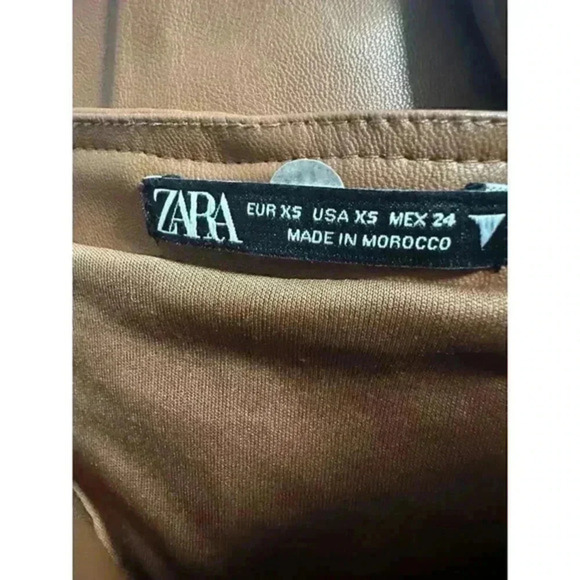 ZARA
EUR XS USA XS MEX 24
MADE IN MOROCCO